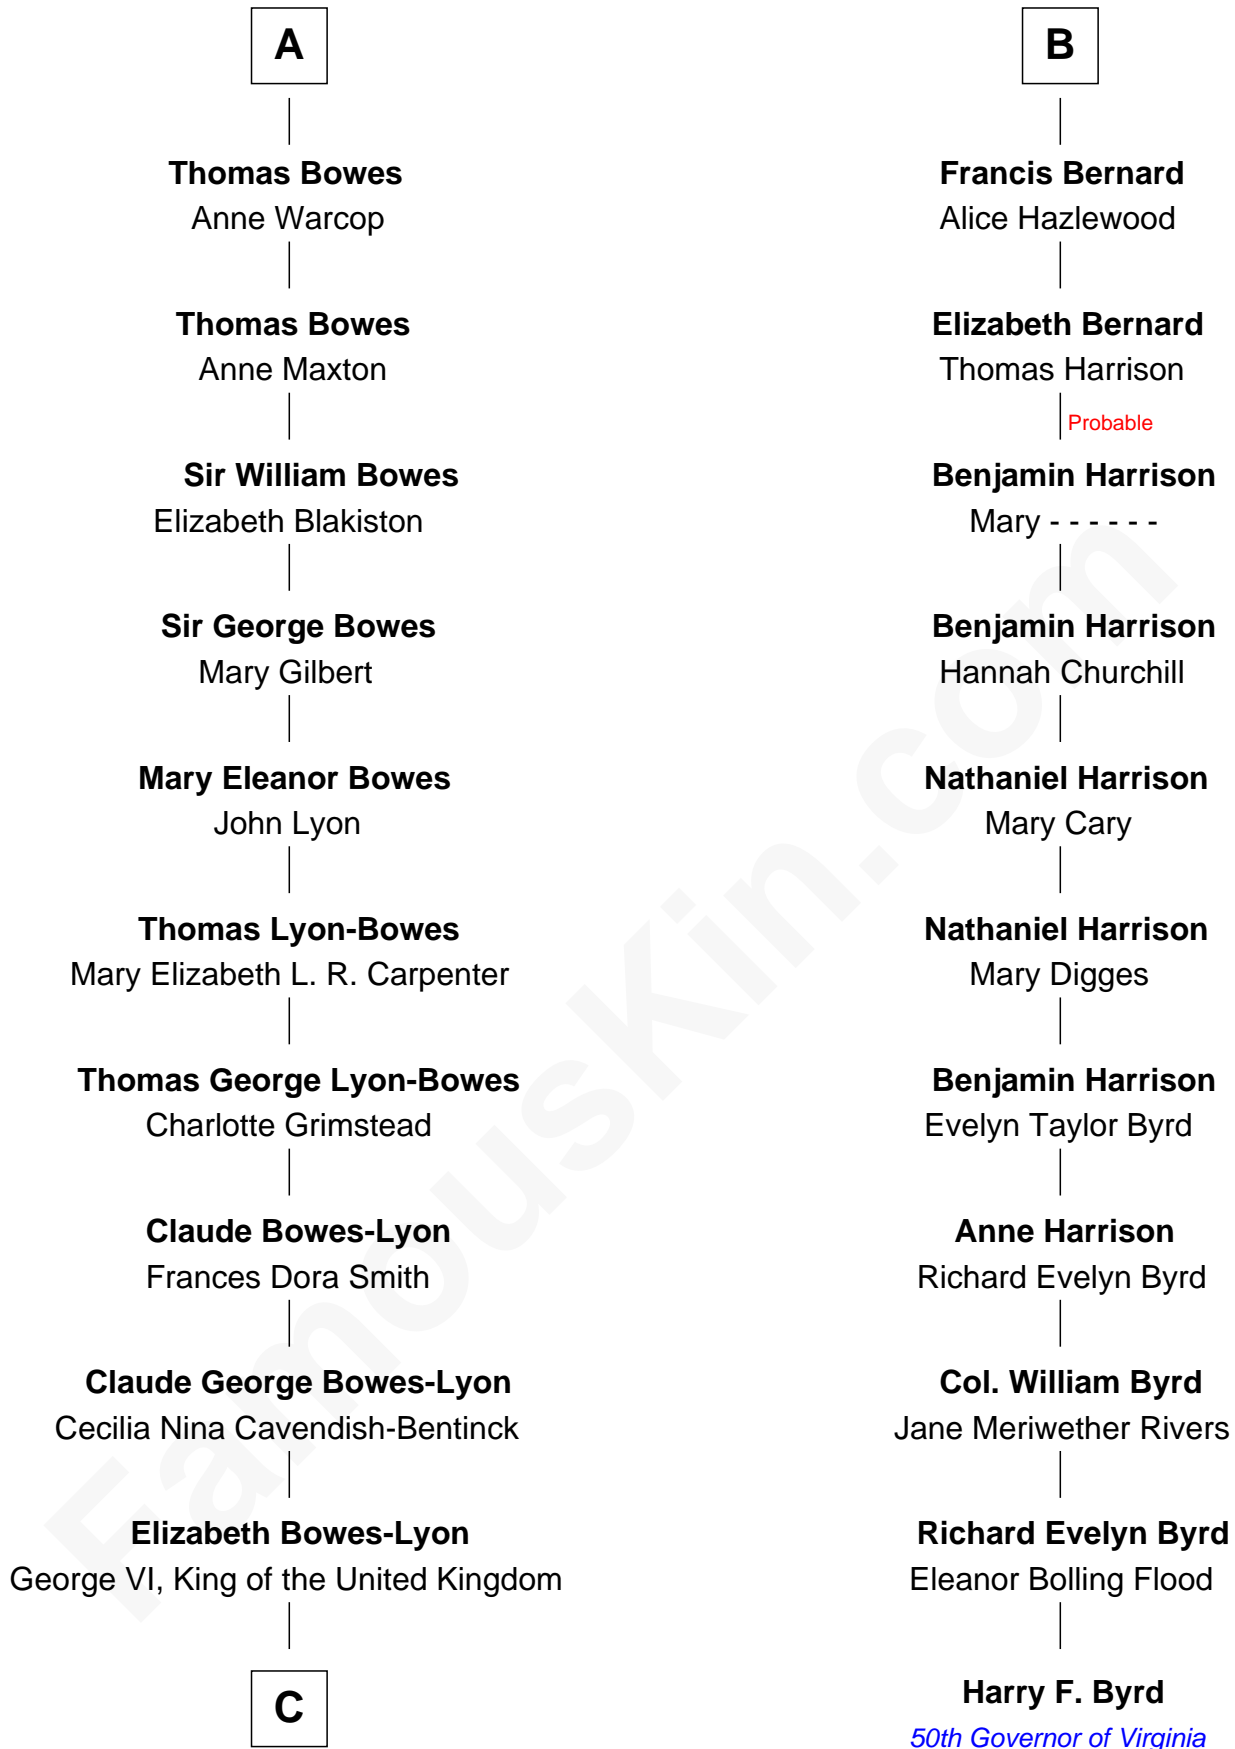 A
Thomas Bowes
Anne Warcop
Thomas Bowes
Anne Maxton
Sir William Bowes
Elizabeth Blakiston
Sir George Bowes
Mary Gilbert
Mary Eleanor Bowes
John Lyon
Thomas Lyon-Bowes
Mary Elizabeth L. R. Carpenter
Thomas George Lyon-Bowes
Charlotte Grimstead
Claude Bowes-Lyon
Frances Dora Smith
Claude George Bowes-Lyon
Cecilia Nina Cavendish-Bentinck
Elizabeth Bowes-Lyon
George VI, King of the United Kingdom
C
B
Francis Bernard
Alice Hazlewood
Elizabeth Bernard
Thomas Harrison
Probable
Benjamin Harrison
Mary - - - - - -
Benjamin Harrison
Hannah Churchill
Nathaniel Harrison
Mary Cary
Nathaniel Harrison
Mary Digges
Benjamin Harrison
Evelyn Taylor Byrd
Anne Harrison
Richard Evelyn Byrd
Col. William Byrd
Jane Meriwether Rivers
Richard Evelyn Byrd
Eleanor Bolling Flood
Harry F. Byrd
50th Governor of Virginia
FamousKin.com